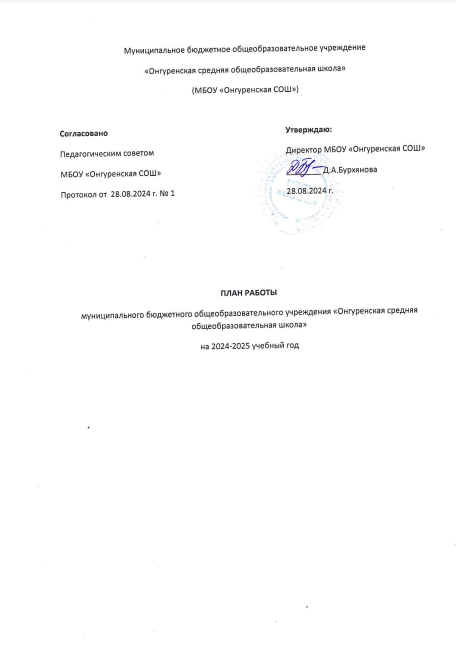 Муниципальное бюджетное общеобразовательное учреждение
«Онгуренская средняя общеобразовательная школа»
(МБОУ «Онгуренская СОШ»)
Согласовано
Педагогическим советом
МБОУ «Онгуренская СОШ»
Протокол от 28.08.2024 г. № 1
Утверждаю:
Директор МБОУ «Онгуренская СОШ»
Д.А.Бурхянова
28.08.2024 г.
ПЛАН РАБОТЫ
муниципального бюджетного общеобразовательного учреждения «Онгуренская средняя
общеобразовательная школа»
на 2024-2025 учебный год